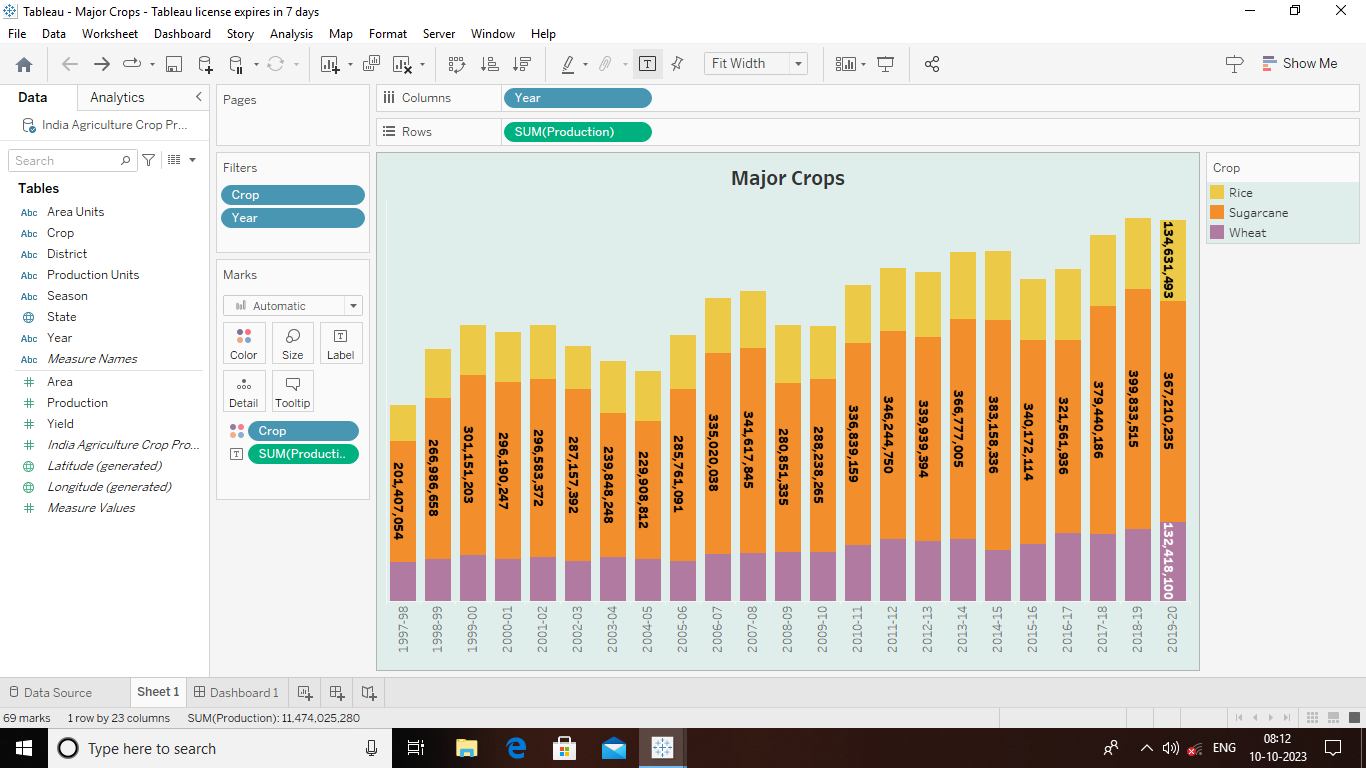 Tableau - Major Crops - Tableau license expires in 7 days
File Data Worksheet Dashboard Story Analysis Map Format Server Window Help
Fit Width
Show Me
Data Analytics
India Agriculture Crop Pr...
Search
Tables
Abc Area Units
Abc Crop
Abc District
Abc Production Units
Abc Season
State
Abc Year
Abc Measure Names
Area
Production
Yield
India Agriculture Crop Pro...
Latitude (generated)
Longitude (generated)
Measure Values
Pages
Filters
Crop
Year
Marks
Automatic
Color Size Label
Detail Tooltip
Crop
SUM(Producti..
Columns Year
Rows SUM(Production)
Major Crops
201,407,054
266,986,658
301,151,203
296,190,247
296,583,372
287,157,392
239,848,248
229,908,812
285,761,091
335,020,038
341,617,845
280,851,335
288,238,265
336,839,159
346,244,750
339,939,394
366,777,005
383,158,336
340,172,114
321,561,936
379,440,186
399,833,515
134,631,493
367,210,235
132,418,100
1997-98
1998-99
1999-00
2000-01
2001-02
2002-03
2003-04
2004-05
2005-06
2006-07
2007-08
2008-09
2009-10
2010-11
2011-12
2012-13
2013-14
2014-15
2015-16
2016-17
2017-18
2018-19
2019-20
Crop
Rice
Sugarcane
Wheat
Data Source Sheet 1 Dashboard 1
69 marks 1 row by 23 columns SUM(Production): 11,474,025,280
Type here to search
ENG
08:12
10-10-2023